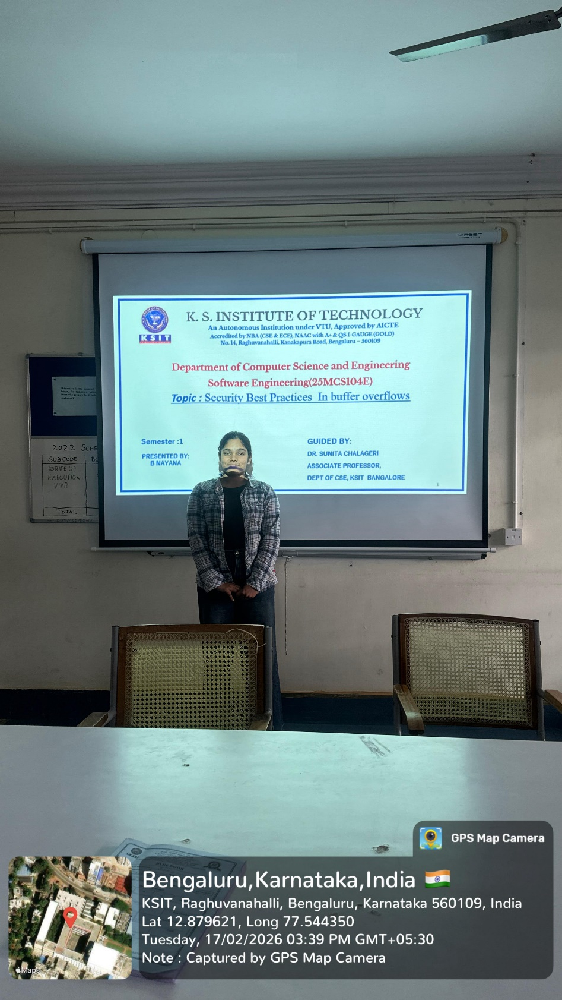 TARGET
K. S. INSTITUTE OF TECHNOLOGY
An Autonomous Institution under VTU, Approved by AICTE
Accredited by NBA (CSE & ECE), NAAC with A+ & QS I-GAUGE (GOLD)
No. 14, Raghuvanahalli, Kanakapura Road, Bengaluru – 560109
KSIT
Department of Computer Science and Engineering
Software Engineering(25MCS104E)
Topic : Security Best Practices In buffer overflows
Semester :1
PRESENTED BY:
B NAYANA
GUIDED BY:
DR. SUNITA CHALAGERI
ASSOCIATE PROFESSOR,
DEPT OF CSE, KSIT BANGALORE
1
2022 SCHE
SUBCODE
WRITE UP
EXECUTION
VIVA
TOTAL
BLUE BOOK
GPS Map Camera
Bengaluru,Karnataka,India
KSIT, Raghuvanahalli, Bengaluru, Karnataka 560109, India
Lat 12.879621, Long 77.544350
Tuesday, 17/02/2026 03:39 PM GMT+05:30
Note : Captured by GPS Map Camera
Maps